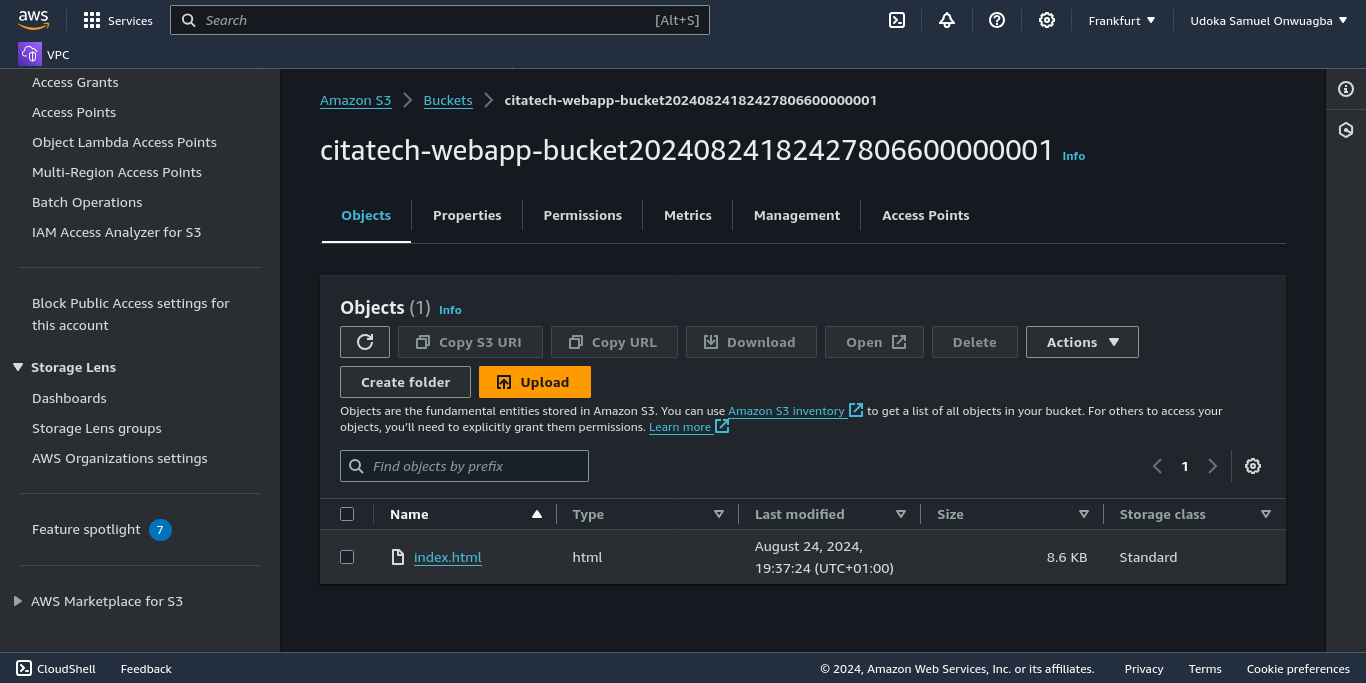 aws
Services
Search
[Alt+S]
Frankfurt
Udoka Samuel Onwuagba
VPC
Access Grants
Access Points
Object Lambda Access Points
Multi-Region Access Points
Batch Operations
IAM Access Analyzer for S3
Block Public Access settings for
this account
Storage Lens
Dashboards
Storage Lens groups
AWS Organizations settings
Feature spotlight 7
AWS Marketplace for S3
Amazon S3 Buckets citatech-webapp-bucket20240824182427806600000001
citatech-webapp-bucket20240824182427806600000001 Info
Objects Properties Permissions Metrics Management Access Points
Objects (1) Info
Copy S3 URI Copy URL Download Open Delete Actions
Create folder Upload
Objects are the fundamental entities stored in Amazon S3. You can use Amazon S3 inventory to get a list of all objects in your bucket. For others to access your
objects, you’ll need to explicitly grant them permissions. Learn more
Find objects by prefix
1
Name Type Last modified Size Storage class
index.html html August 24, 2024, 8.6 KB Standard
19:37:24 (UTC+01:00)
CloudShell Feedback © 2024, Amazon Web Services, Inc. or its affiliates. Privacy Terms Cookie preferences